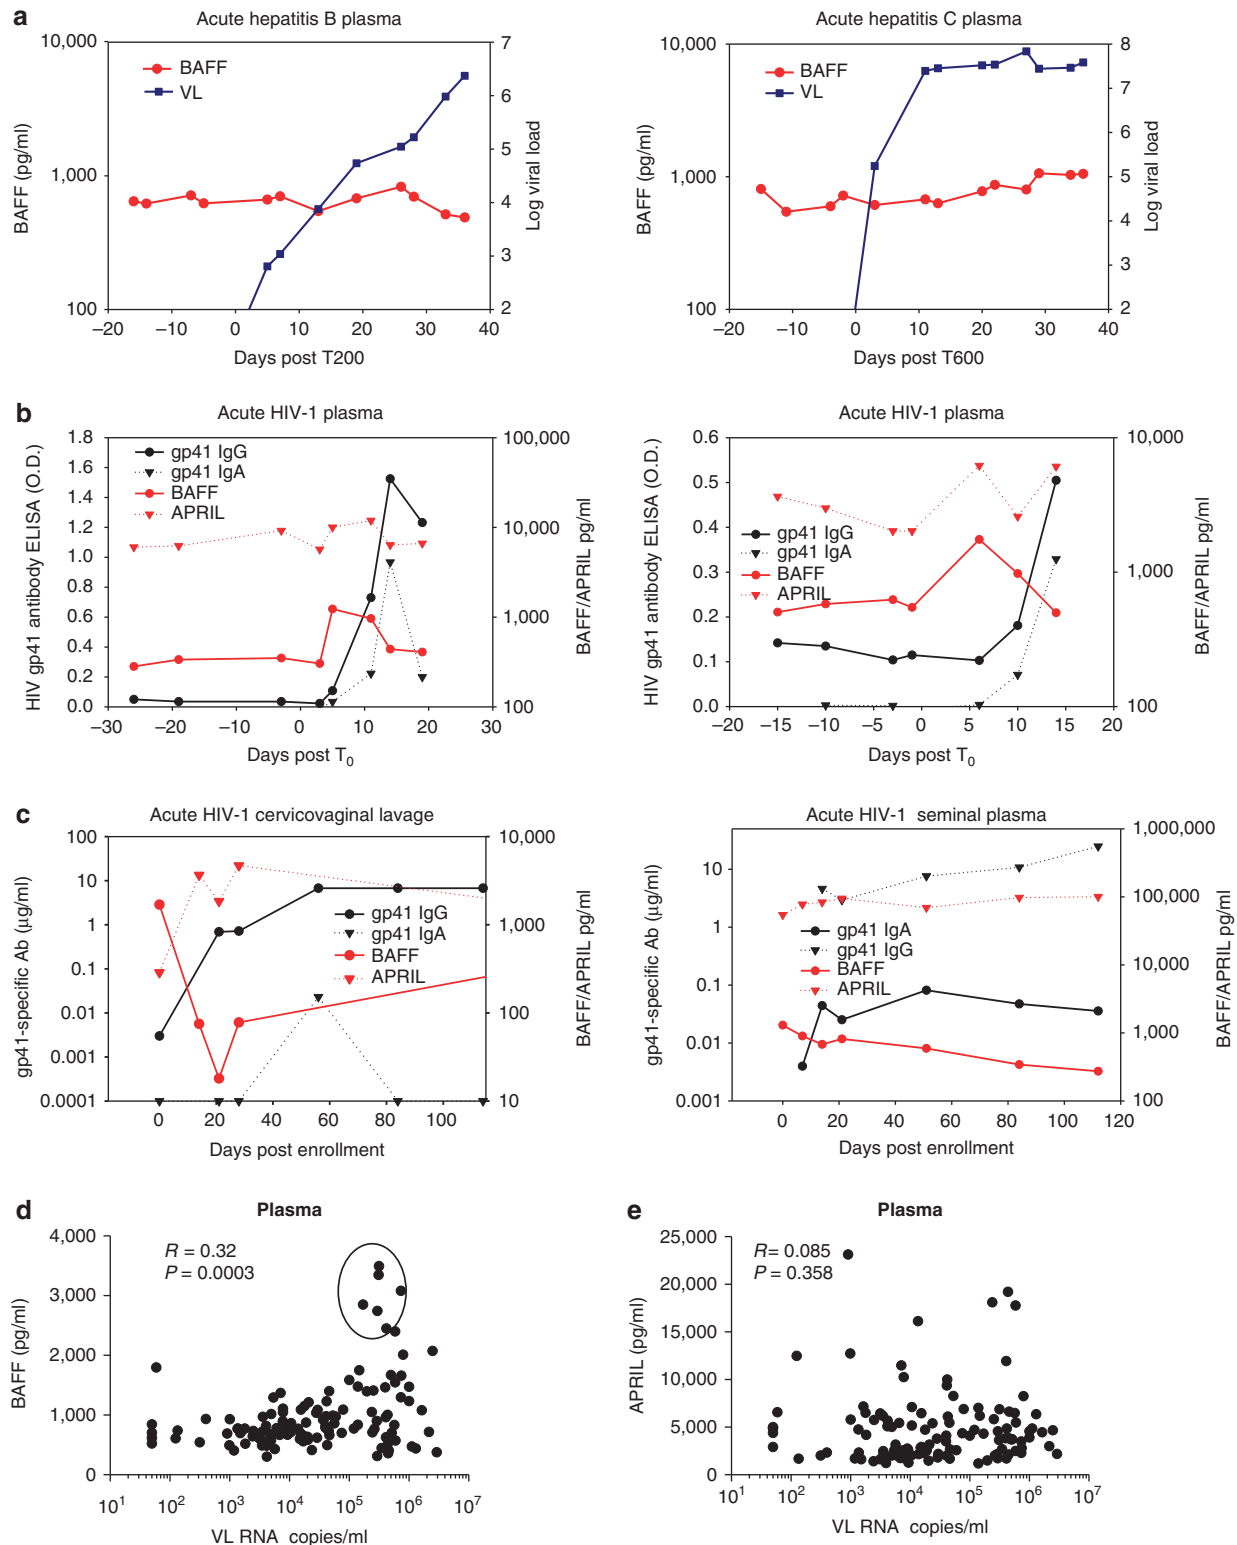 a
Acute hepatitis B plasma
10,000
1,000
100
BAFF (pg/ml)
BAFF
VL
7
6
5
4
3
2
Log viral load
–20 –10 0 10 20 30 40
Days post T200
Acute hepatitis C plasma
10,000
1,000
100
BAFF (pg/ml)
BAFF
VL
8
7
6
5
4
3
2
Log viral load
–20 –10 0 10 20 30 40
Days post T600
b
Acute HIV-1 plasma
1.8
1.6
1.4
1.2
1.0
0.8
0.6
0.4
0.2
0.0
HIV gp41 antibody ELISA (O.D.)
gp41 IgG
gp41 IgA
BAFF
APRIL
100,000
10,000
1,000
100
BAFF/APRIL pg/ml
–30 –20 –10 0 10 20 30
Days post T0
Acute HIV-1 plasma
0.6
0.5
0.4
0.3
0.2
0.1
0.0
HIV gp41 antibody ELISA (O.D.)
gp41 IgG
gp41 IgA
BAFF
APRIL
10,000
1,000
100
BAFF/APRIL pg/ml
–20 –15 –10 –5 0 5 10 15 20
Days post T0
c
Acute HIV-1 cervicovaginal lavage
100
10
1
0.1
0.01
0.001
0.0001
gp41-specific Ab (μg/ml)
gp41 IgG
gp41 IgA
BAFF
APRIL
10,000
1,000
100
10
BAFF/APRIL pg/ml
0 20 40 60 80 100
Days post enrollment
Acute HIV-1 seminal plasma
10
1
0.1
0.01
0.001
gp41-specific Ab (μg/ml)
gp41 IgA
gp41 IgG
BAFF
APRIL
1,000,000
100,000
10,000
1,000
100
BAFF/APRIL pg/ml
0 20 40 60 80 100 120
Days post enrollment
d
Plasma
R = 0.32
P = 0.0003
4,000
3,000
2,000
1,000
0
BAFF (pg/ml)
10^1 10^2 10^3 10^4 10^5 10^6 10^7
VL RNA copies/ml
e
Plasma
R= 0.085
P = 0.358
25,000
20,000
15,000
10,000
5,000
0
APRIL (pg/ml)
10^1 10^2 10^3 10^4 10^5 10^6 10^7
VL RNA copies/ml